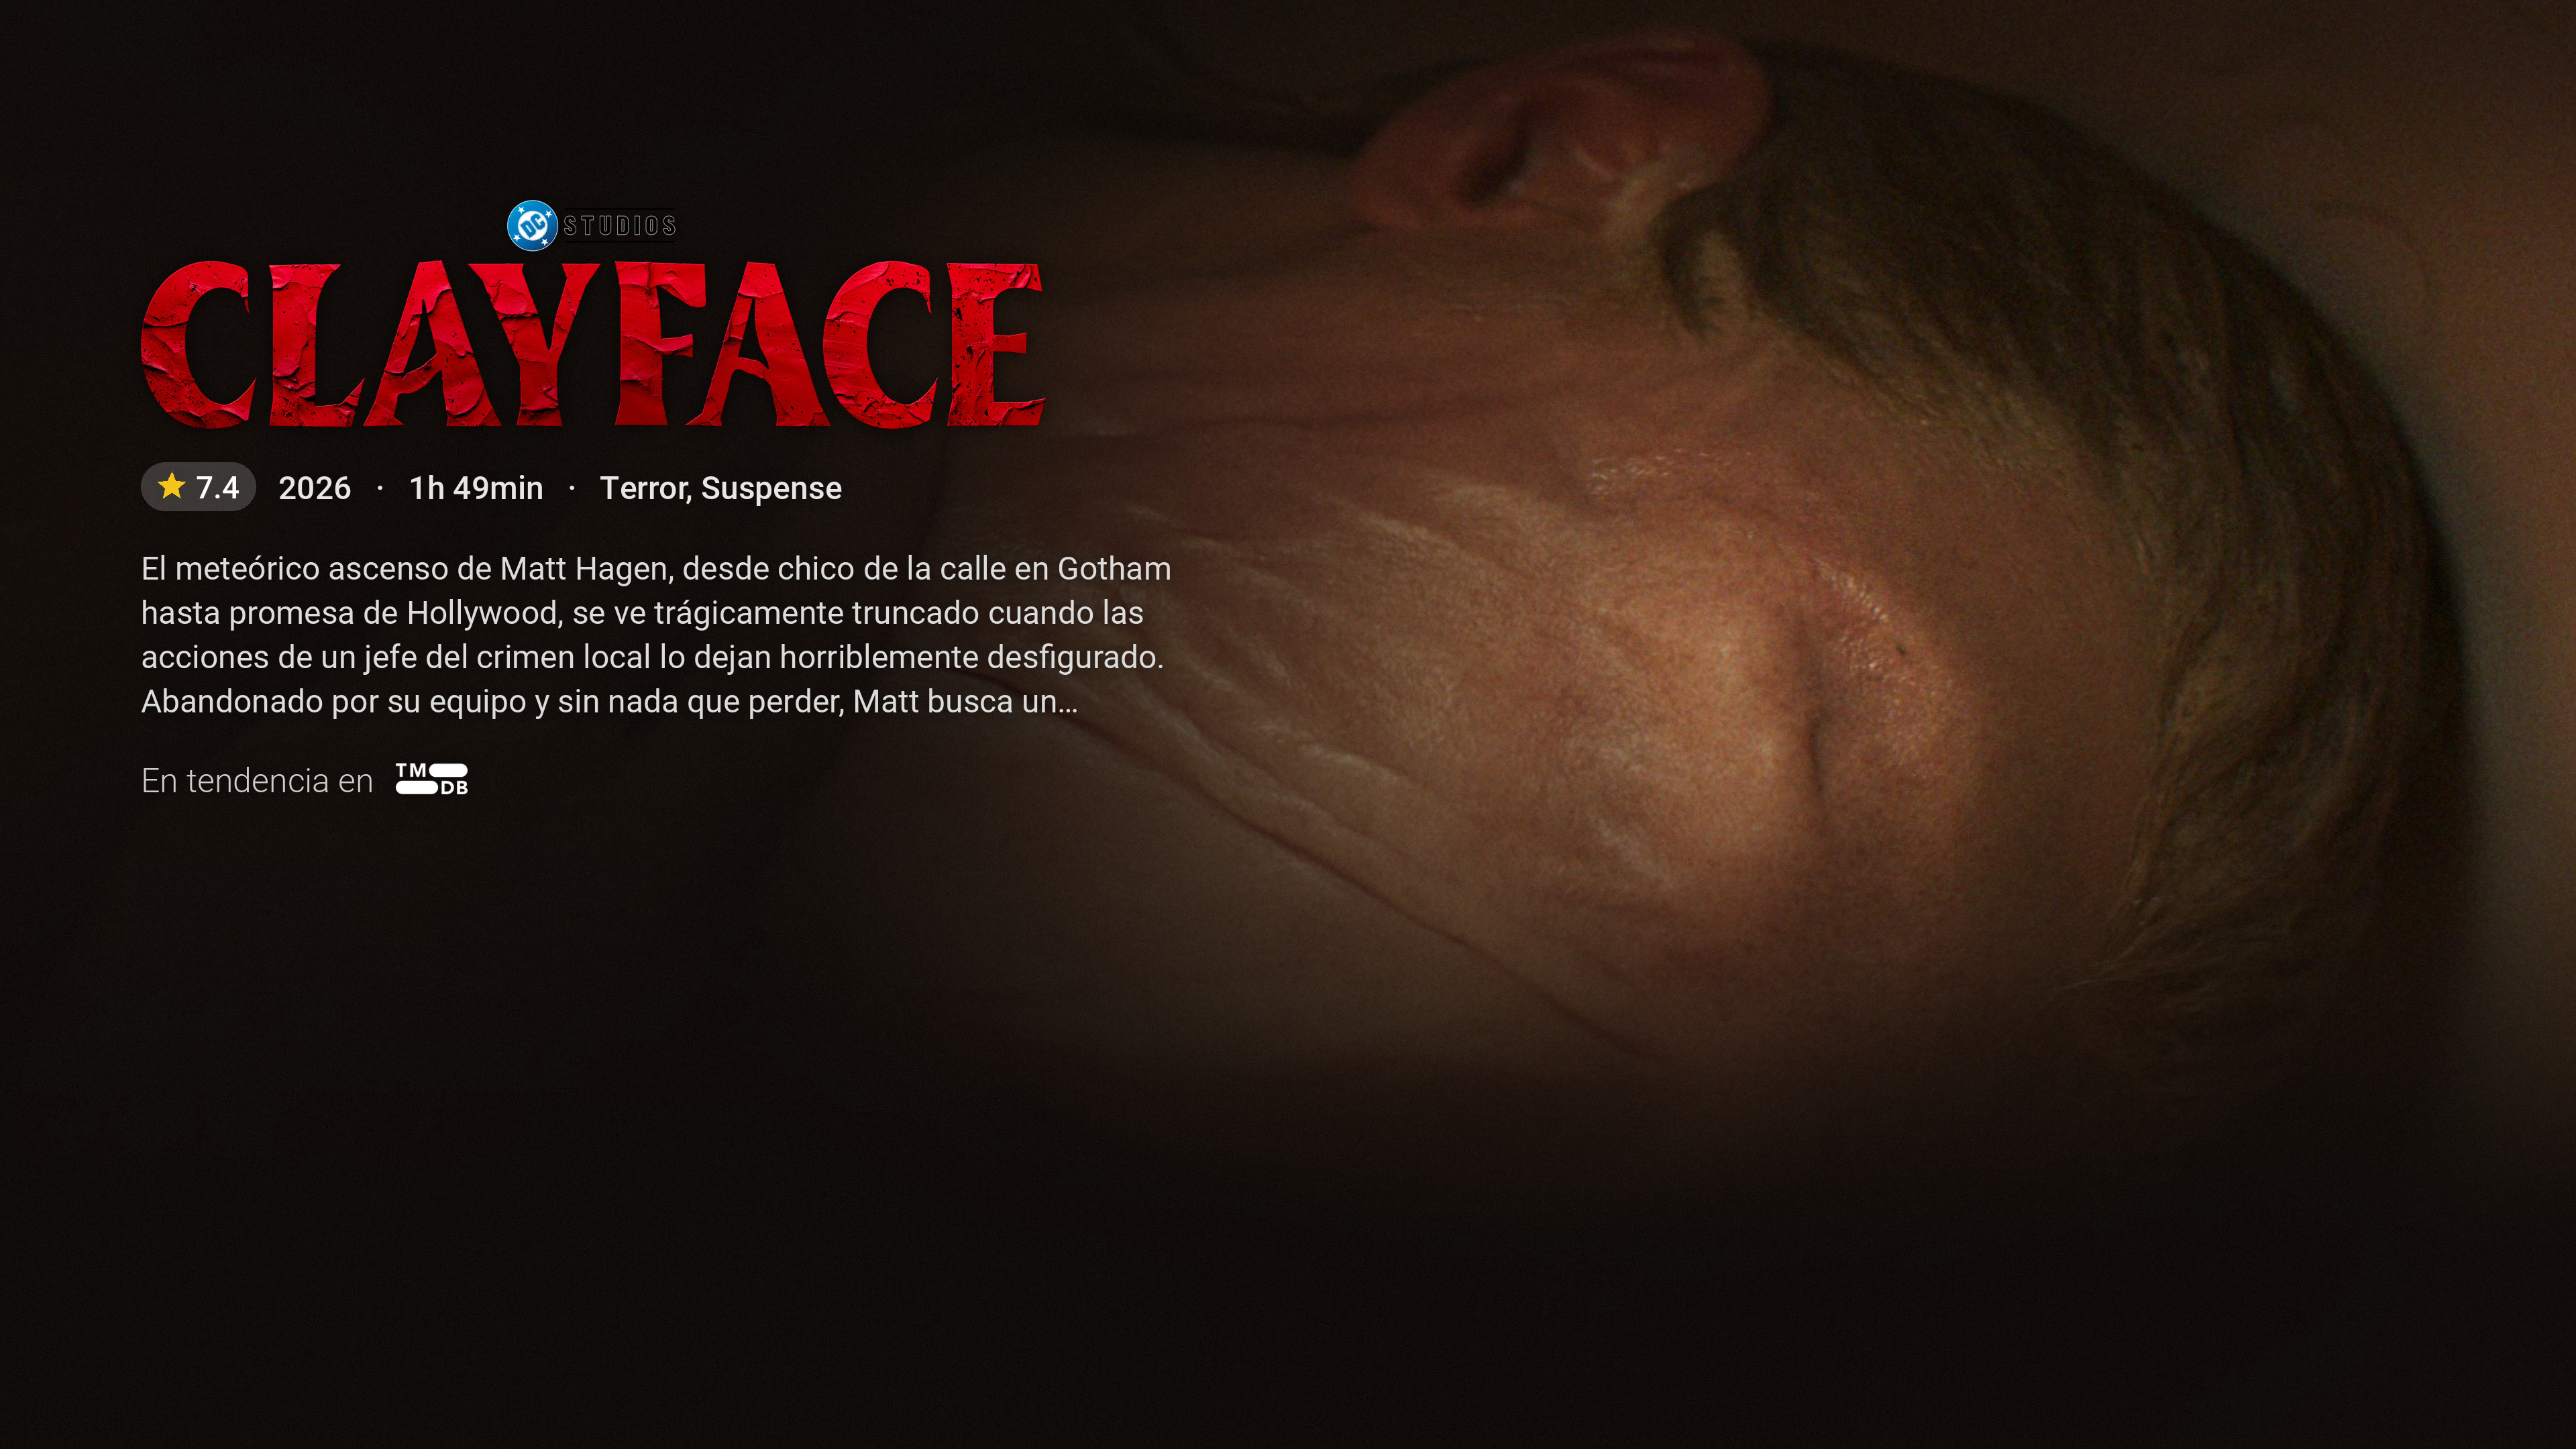 DC STUDIOS
CLAYFACE
7.4 2026 · 1h 49min · Terror, Suspense
El meteórico ascenso de Matt Hagen, desde chico de la calle en Gotham
hasta promesa de Hollywood, se ve trágicamente truncado cuando las
acciones de un jefe del crimen local lo dejan horriblemente desfigurado.
Abandonado por su equipo y sin nada que perder, Matt busca un…
En tendencia en TMDB